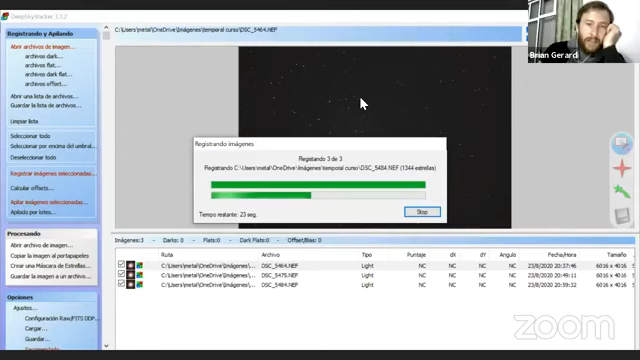 DeepSkyStacker 3.3.2
Registrando y Apilando
Abrir archivos de imagen...
archivos dark...
archivos flat...
archivos dark flat...
archivos offset...
Abrir una lista de archivos...
Guardar la lista de archivos...
Limpiar lista
Seleccionar todo
Seleccionar por encima del umbral...
Deseleccionar todo
Registrar imágenes seleccionadas...
Calcular offsets...
Apilar imágenes seleccionadas...
Apilado por lotes...
Procesando
Abrir archivo de imagen...
Copiar la imagen al portapapeles
Crear una Máscara de Estrellas...
Guardar la imagen a un archivo...
Opciones
Ajustes...
Configuración Raw/FITS DDP...
Cargar...
Guardar...
Recomendado
C:\Users\metal\OneDrive\Imágenes\temporal curso\DSC_5464.NEF
Brian Gerard
Registrando imágenes
Registando 3 de 3
Registrando C:\Users\metal\OneDrive\Imágenes\temporal curso\DSC_5484.NEF (1344 estrellas)
Tiempo restante: 23 seg.
Stop
Imágenes:3 - Darks: 0 - Flats:0 - Dark Flats:0 - Offset/Bias: 0
Ruta Archivo Tipo Puntaje dX dY Angulo Fecha/Hora Tamaño
C:\Users\metal\OneDrive\Imágenes\... DSC_5464.NEF Light NC NC NC NC 23/8/2020 20:37:46 6016 x 4016
C:\Users\metal\OneDrive\Imágenes\... DSC_5475.NEF Light NC NC NC NC 23/8/2020 20:49:11 6016 x 4016
C:\Users\metal\OneDrive\Imágenes\... DSC_5484.NEF Light NC NC NC NC 23/8/2020 20:59:32 6016 x 4016
zoom